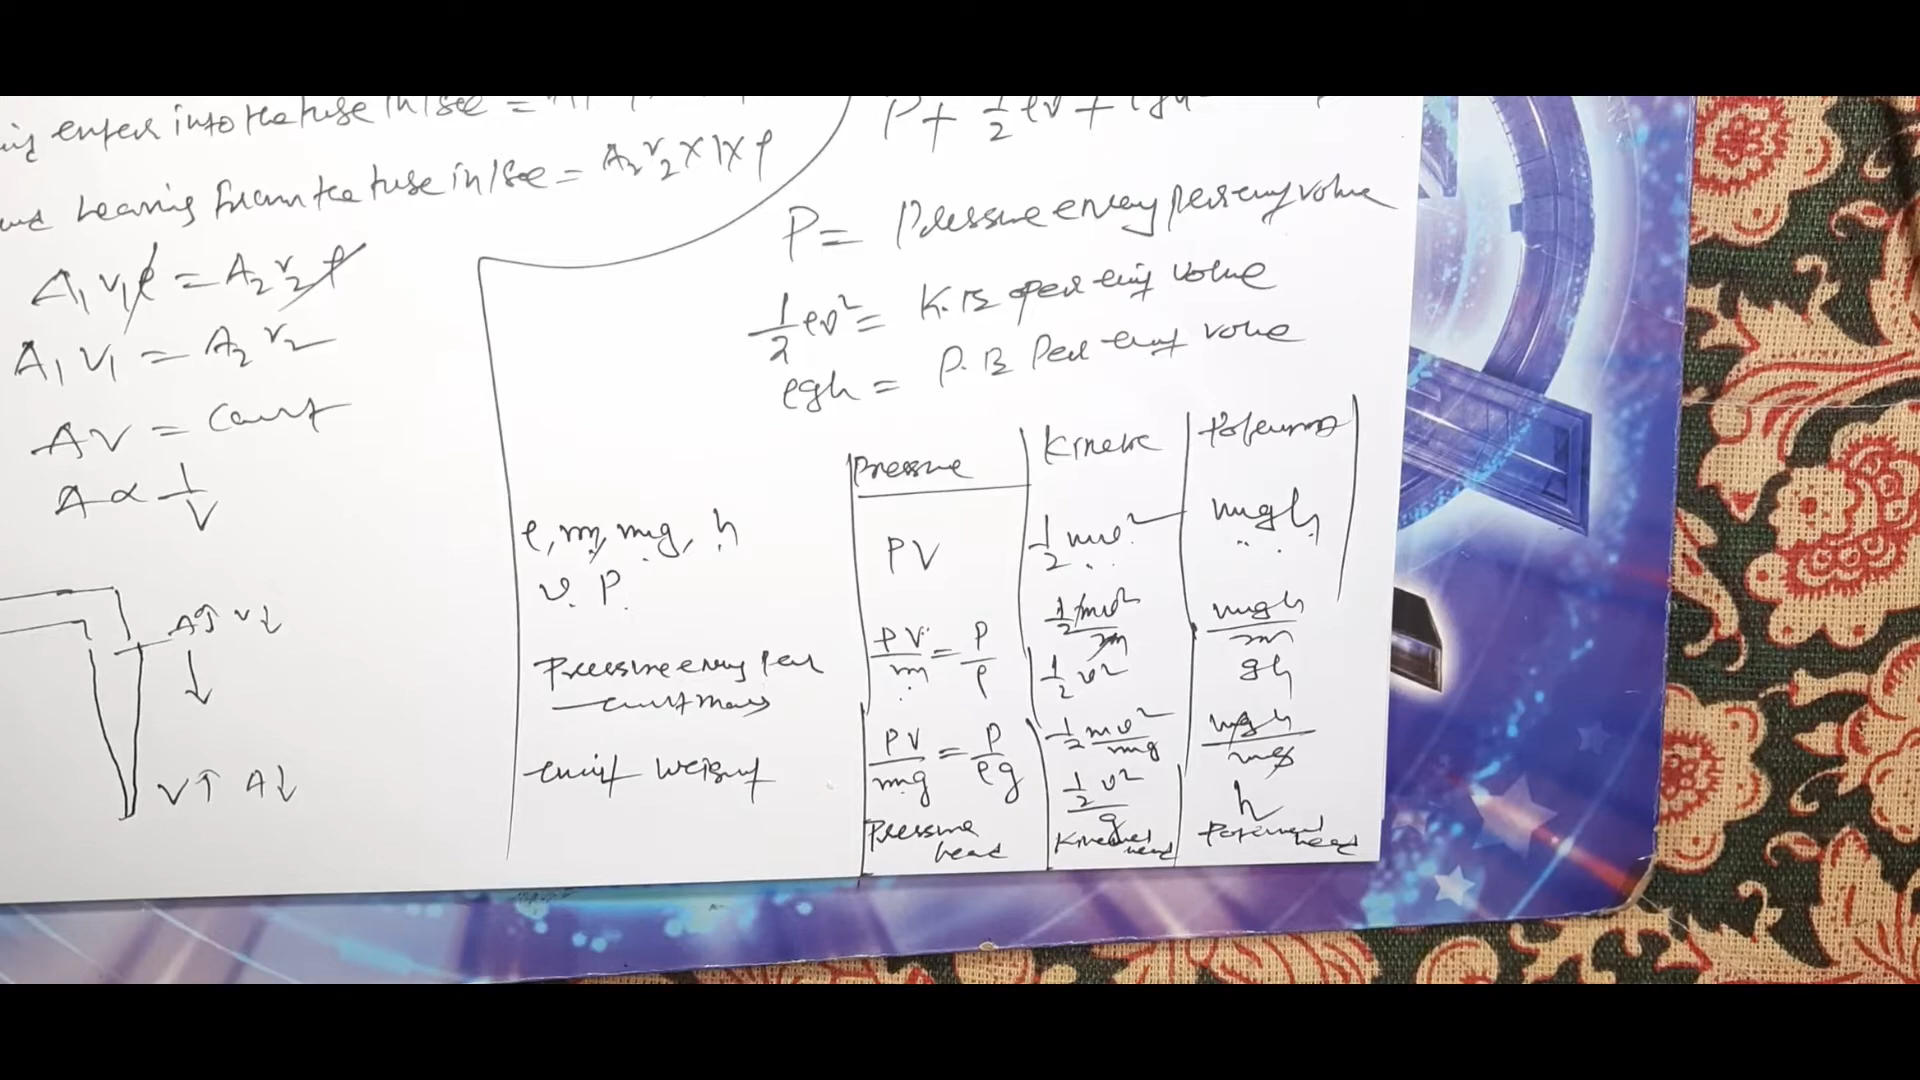 enter into the tube in 1 sec =
Leaving from the tube in 1 sec = A₂ v₂ × 1 × ρ
A₁ v₁ ρ = A₂ v₂ ρ
A₁ v₁ = A₂ v₂
AV = Const
A ∝ 1/V
A↑ v↓
V↑ A↓
P + 1/2 ρv + ρgh
P = Pressure energy per unit volume
1/2 ρv² = K.E per unit volume
ρgh = P.E Per unit volume
ρ, m, mg, h
v. P.
Pressure energy per
unit mass
unit weight
Pressure | Kinetic | Potential
PV | 1/2 mv² | mgh
PV/m = P/ρ | 1/2 mv²/m | mgh/m
1/2 v² | gh
PV/mg = P/ρg | 1/2 mv²/mg | mgh/mg
1/2 v²/g | h
Pressure head | Kinetic head | Potential head